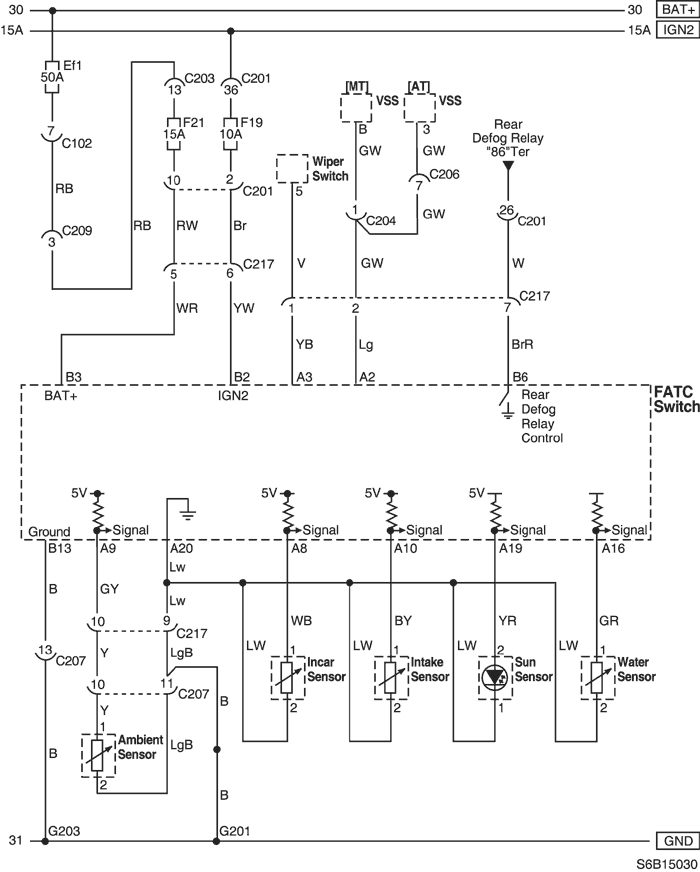 30 30 BAT+
15A 15A IGN2
Ef1
50A
C203
13
C201
36
[MT]
VSS
[AT]
VSS
F21
15A
F19
10A
7
C102
B
3
Rear
Defog Relay
"86"Ter
GW
GW
Wiper
Switch
5
10
2
C201
RB
C206
7
1
C204
GW
26
C201
C209
3
RB
RW
Br
V
GW
W
C217
5
6
WR
YW
C217
1
2
7
YB
Lg
BrR
B3
B2
A3
A2
B6
BAT+
IGN2
FATC
Switch
Rear
Defog
Relay
Control
5V
5V
5V
5V
Ground
Signal
Signal
Signal
Signal
Signal
B13
A9
A20
A8
A10
A19
A16
Lw
B
GY
Lw
WB
BY
YR
GR
10
9
C217
13
C207
Y
LgB
LW
LW
LW
LW
1
1
2
1
Incar
Sensor
Intake
Sensor
Sun
Sensor
Water
Sensor
10
11
C207
2
2
1
2
B
Y
1
Ambient
Sensor
LgB
B
2
B
G203
G201
31
GND
S6B15030